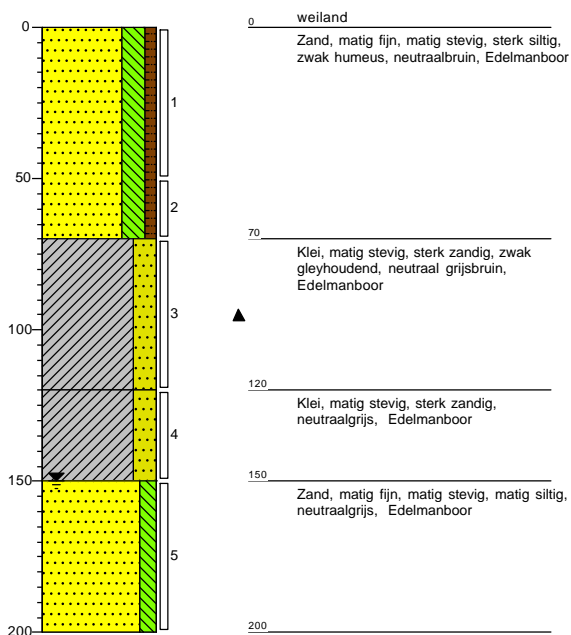 0
50
100
150
200
1
2
3
4
5
0 weiland
Zand, matig fijn, matig stevig, sterk siltig,
zwak humeus, neutraalbruin, Edelmanboor
70
Klei, matig stevig, sterk zandig, zwak
gleyhoudend, neutraal grijsbruin,
Edelmanboor
120
Klei, matig stevig, sterk zandig,
neutraalgrijs, Edelmanboor
150
Zand, matig fijn, matig stevig, matig siltig,
neutraalgrijs, Edelmanboor
200